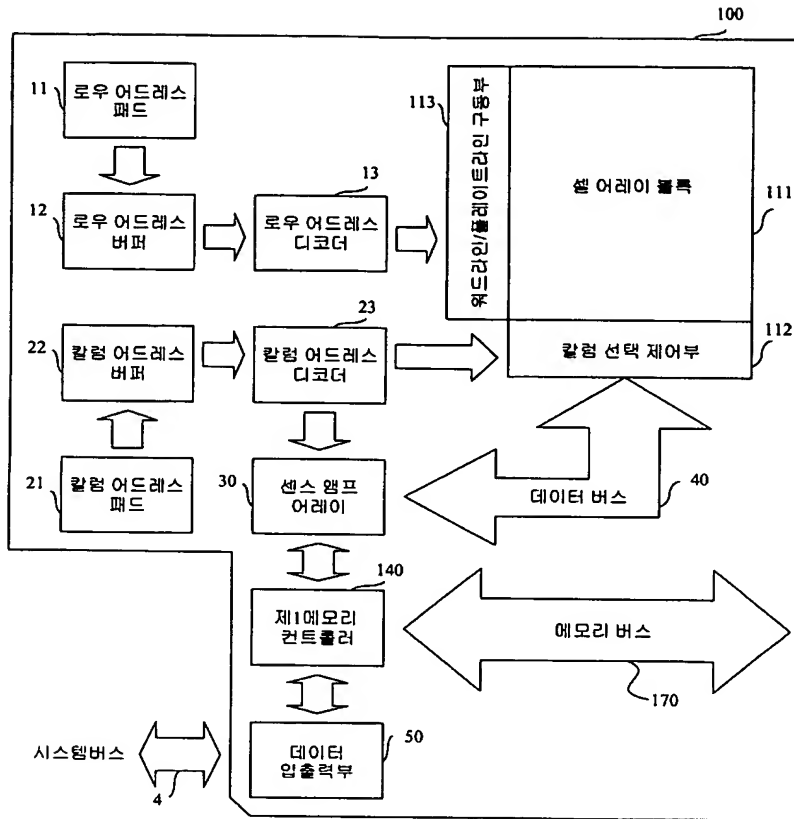 100
11
로우 어드레스
패드
113
워드라인/플레이트라인 구동부
셀 어레이 블록
111
12
로우 어드레스
버퍼
13
로우 어드레스
디코더
22
칼럼 어드레스
버퍼
23
칼럼 어드레스
디코더
칼럼 선택 제어부
112
21
칼럼 어드레스
패드
30
센스 앰프
어레이
데이터 버스
40
140
제1메모리
컨트롤러
메모리 버스
170
시스템버스
4
50
데이터
입출력부